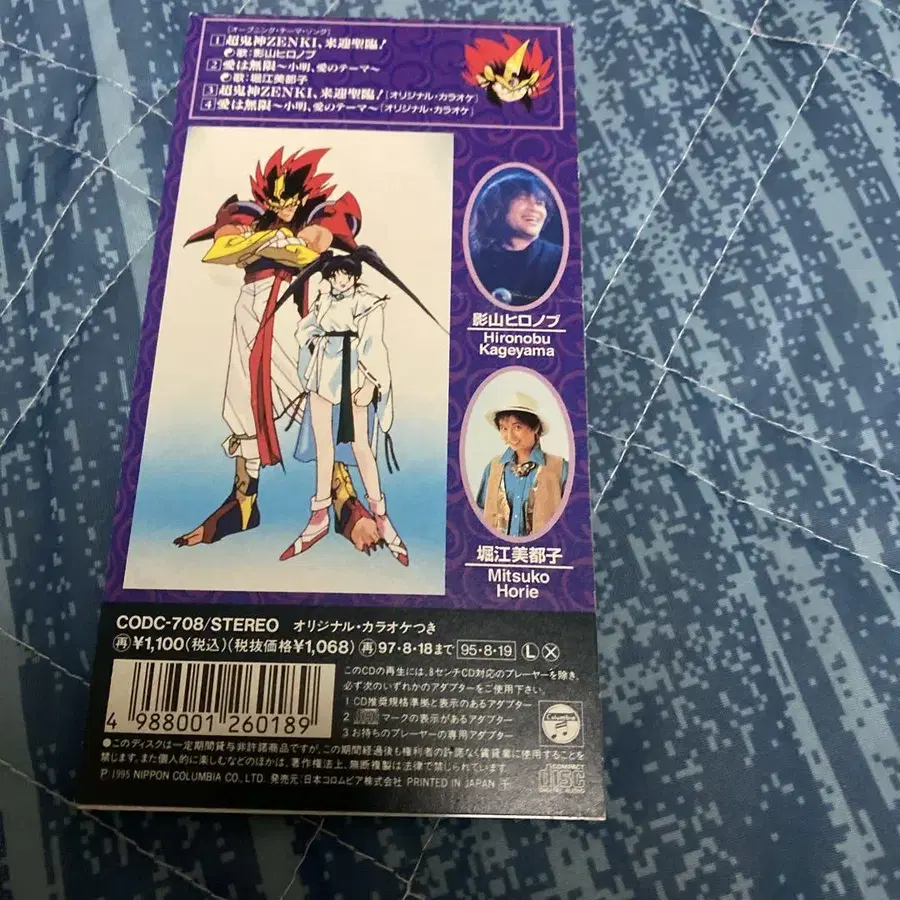 ［オープニング・テーマ・ソング］
1 超鬼神ZENKI、来迎聖臨！
歌：影山ヒロノブ
2 愛は無限〜小明、愛のテーマ〜
歌：堀江美都子
3 超鬼神ZENKI、来迎聖臨！［オリジナル・カラオケ］
4 愛は無限〜小明、愛のテーマ〜［オリジナル・カラオケ］
影山ヒロノブ
Hironobu
Kageyama
堀江美都子
Mitsuko
Horie
CODC-708/STEREO オリジナル・カラオケつき
再¥1,100(税込)(税抜価格¥1,068) 再97・8・18まで 95・8・19 L X
このCDの再生には、8センチCD対応のプレーヤーを除き、
必ず次のいずれかのアダプターをご使用下さい。
1 CD推奨規格準拠と表示のあるアダプター
2 マークの表示があるアダプター
3 お持ちのプレーヤーの専用アダプター
4 988001 260189
Columbia
●このディスクは一定期間貸与非許諾商品ですが、この期間経過後も権利者の許諾なく賃貸業に使用することを
禁じます。また個人的に楽しむなどのほかは、著作権法上、無断複製は法律で禁じられています。
COMPACT
disc
DIGITAL AUDIO
Ⓟ1995 NIPPON COLUMBIA CO., LTD. 発売元：日本コロムビア株式会社 PRINTED IN JAPAN 千